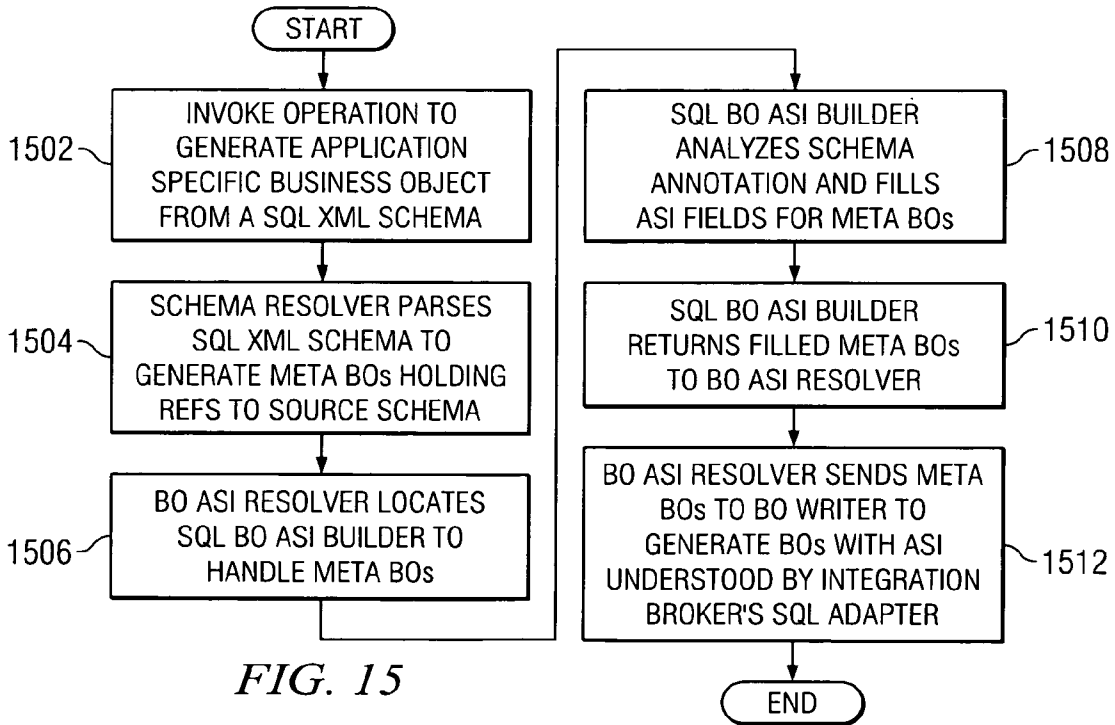 START
1502
INVOKE OPERATION TO
GENERATE APPLICATION
SPECIFIC BUSINESS OBJECT
FROM A SQL XML SCHEMA
1504
SCHEMA RESOLVER PARSES
SQL XML SCHEMA TO
GENERATE META BOs HOLDING
REFS TO SOURCE SCHEMA
1506
BO ASI RESOLVER LOCATES
SQL BO ASI BUILDER TO
HANDLE META BOs
SQL BO ASI BUILDER
ANALYZES SCHEMA
ANNOTATION AND FILLS
ASI FIELDS FOR META BOs
1508
SQL BO ASI BUILDER
RETURNS FILLED META BOs
TO BO ASI RESOLVER
1510
BO ASI RESOLVER SENDS META
BOs TO BO WRITER TO
GENERATE BOs WITH ASI
UNDERSTOOD BY INTEGRATION
BROKER'S SQL ADAPTER
1512
END
FIG. 15